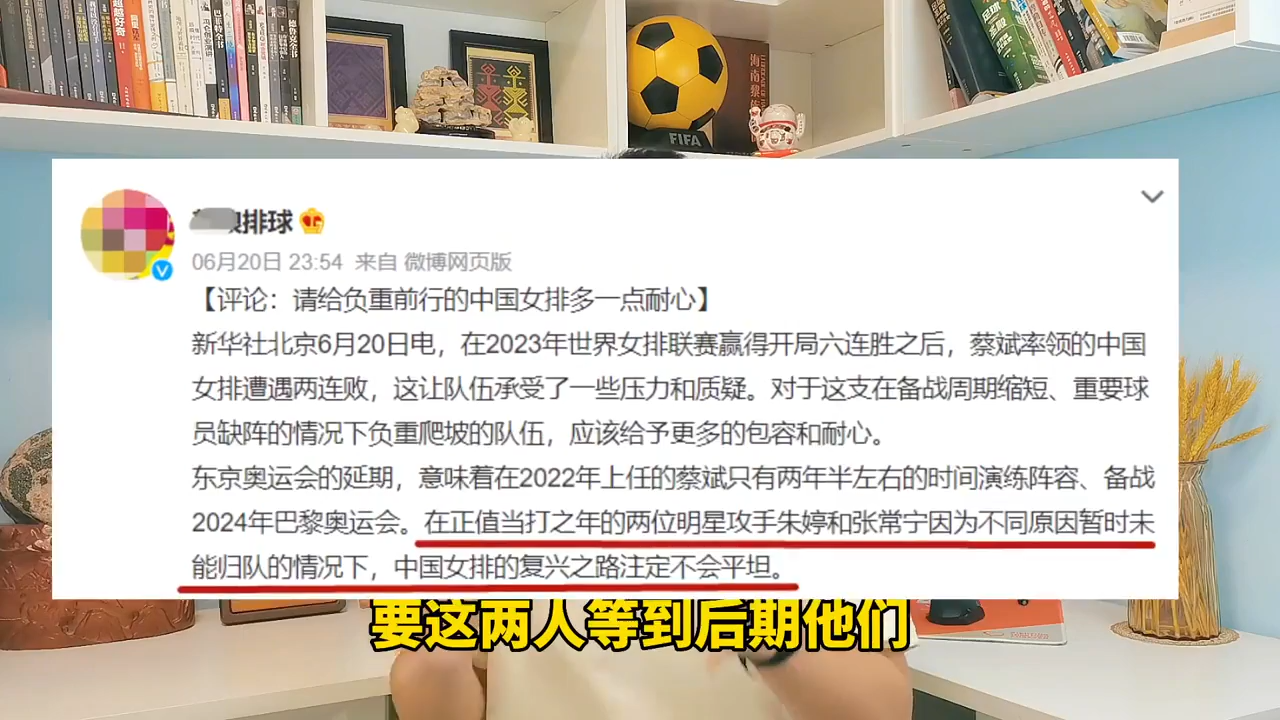 FIFA
排球
06月20日 23:54 来自 微博网页版
【评论：请给负重前行的中国女排多一点耐心】
新华社北京6月20日电，在2023年世界女排联赛赢得开局六连胜之后，蔡斌率领的中国
女排遭遇两连败，这让队伍承受了一些压力和质疑。对于这支在备战周期缩短、重要球
员缺阵的情况下负重爬坡的队伍，应该给予更多的包容和耐心。
东京奥运会的延期，意味着在2022年上任的蔡斌只有两年半左右的时间演练阵容、备战
2024年巴黎奥运会。在正值当打之年的两位明星攻手朱婷和张常宁因为不同原因暂时未
能归队的情况下，中国女排的复兴之路注定不会平坦。
要这两人等到后期他们